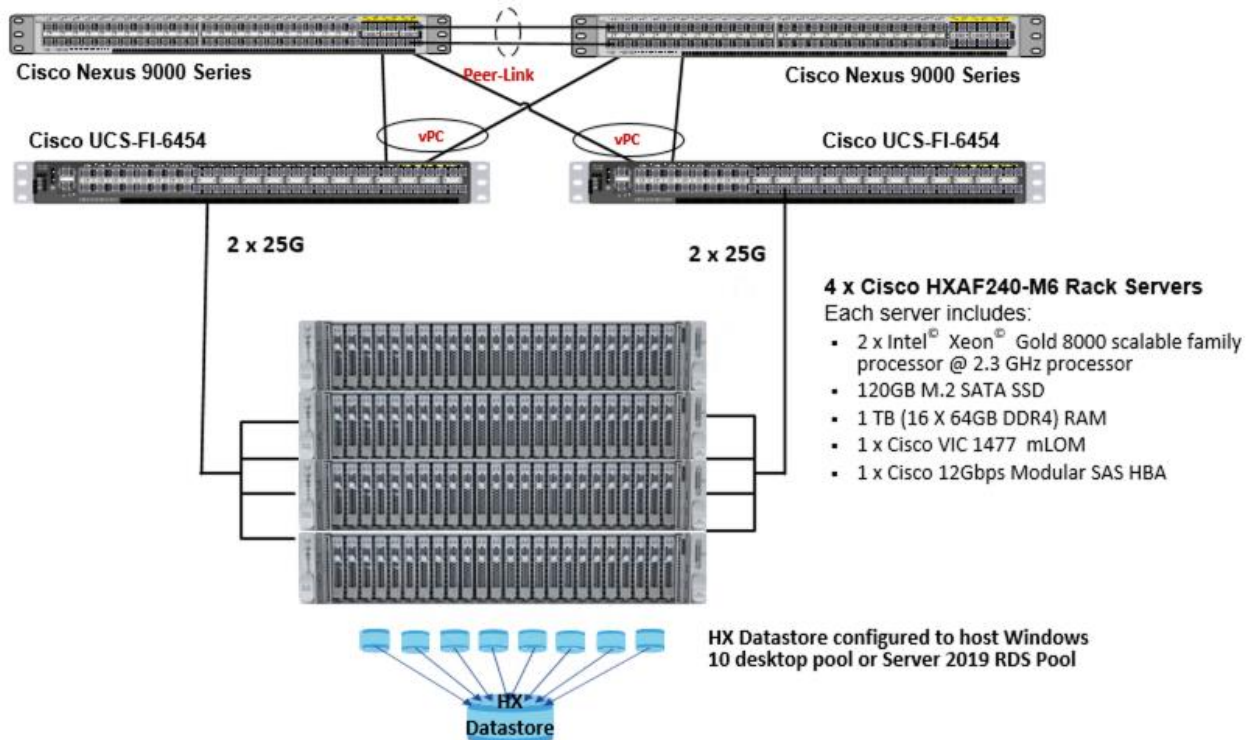 Cisco Nexus 9000 Series
Peer-Link
Cisco Nexus 9000 Series
Cisco UCS-FI-6454
vPC
vPC
Cisco UCS-FI-6454
2 x 25G
2 x 25G
4 x Cisco HXAF240-M6 Rack Servers
Each server includes:
▪ 2 x Intel© Xeon© Gold 8000 scalable family
processor @ 2.3 GHz processor
▪ 120GB M.2 SATA SSD
▪ 1 TB (16 X 64GB DDR4) RAM
▪ 1 x Cisco VIC 1477 mLOM
▪ 1 x Cisco 12Gbps Modular SAS HBA
HX Datastore configured to host Windows
10 desktop pool or Server 2019 RDS Pool
HX
Datastore